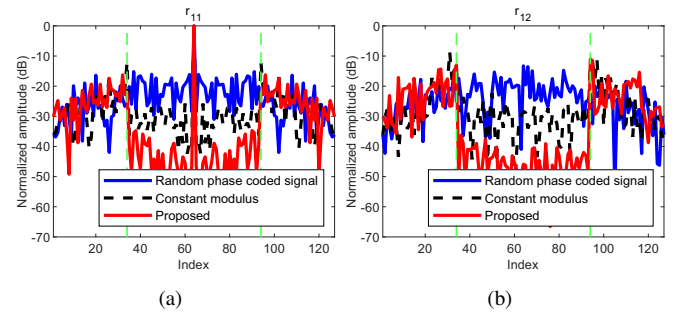 r11
0
-10
-20
-30
-40
-50
-60
-70
Normalized amplitude (dB)
Random phase coded signal
Constant modulus
Proposed
20
40
60
80
100
120
Index
(a)
r12
0
-10
-20
-30
-40
-50
-60
-70
Normalized amplitude (dB)
Random phase coded signal
Constant modulus
Proposed
20
40
60
80
100
120
Index
(b)